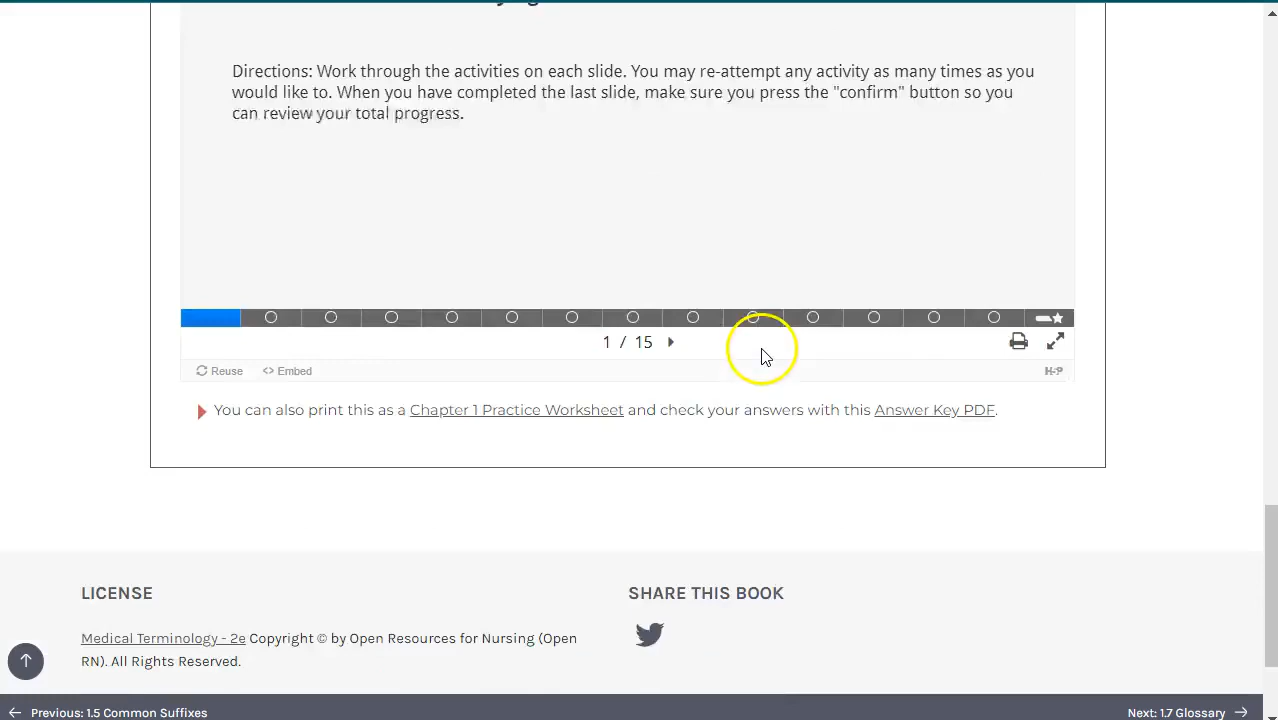 Directions: Work through the activities on each slide. You may re-attempt any activity as many times as you
would like to. When you have completed the last slide, make sure you press the "confirm" button so you
can review your total progress.
1 / 15
Reuse
<> Embed
H-P
You can also print this as a Chapter 1 Practice Worksheet and check your answers with this Answer Key PDF.
LICENSE
SHARE THIS BOOK
Medical Terminology - 2e Copyright © by Open Resources for Nursing (Open
RN). All Rights Reserved.
← Previous: 1.5 Common Suffixes
Next: 1.7 Glossary →